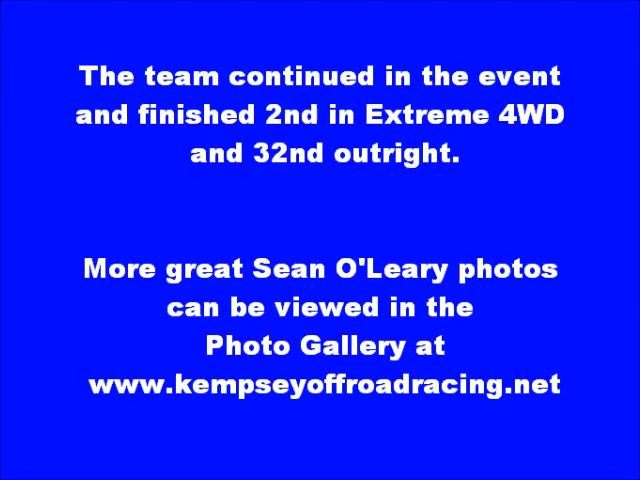 The team continued in the event
and finished 2nd in Extreme 4WD
and 32nd outright.
More great Sean O'Leary photos
can be viewed in the
Photo Gallery at
www.kempseyoffroadracing.net